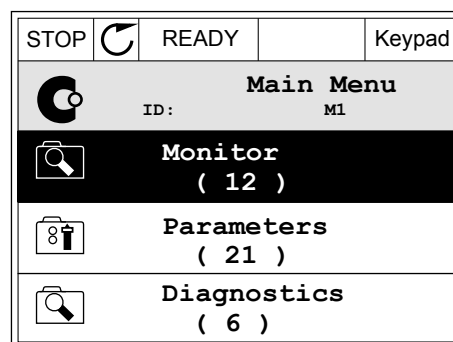 STOP READY Keypad
Main Menu
ID: M1
Monitor
( 12 )
Parameters
( 21 )
Diagnostics
( 6 )